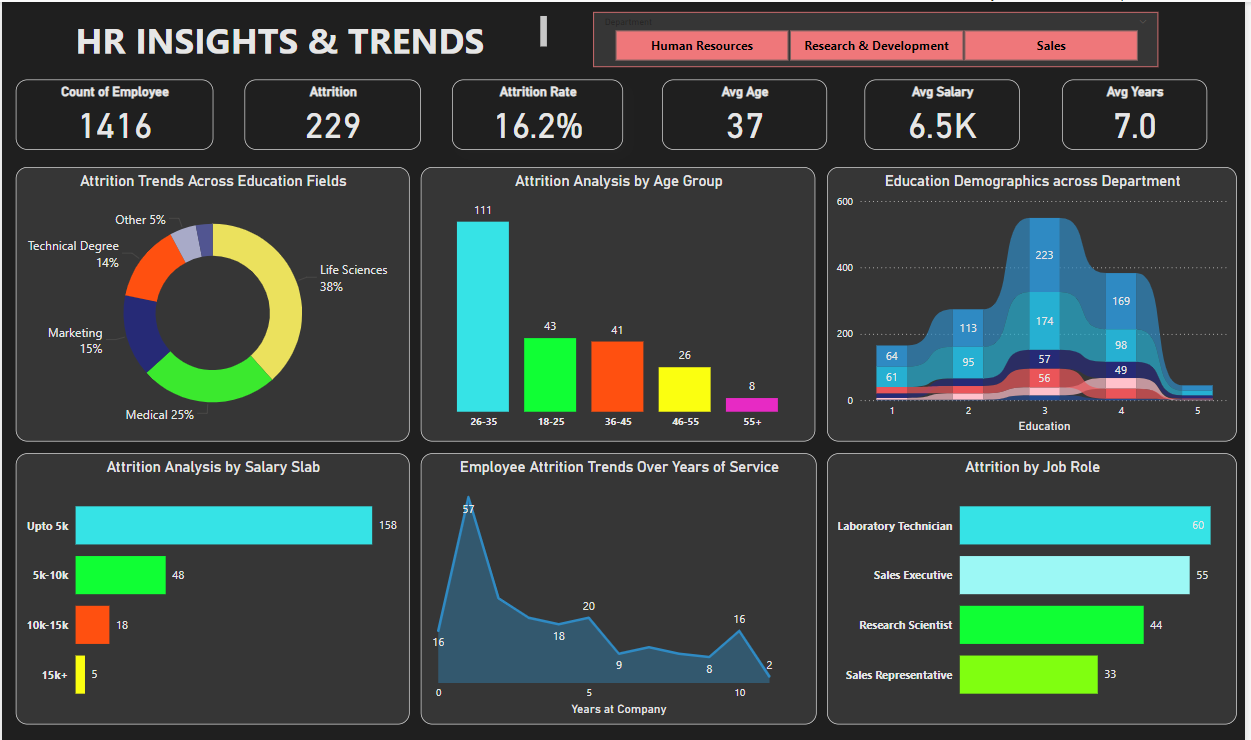 HR INSIGHTS & TRENDS
Department
Human Resources
Research & Development
Sales
Count of Employee
1416
Attrition
229
Attrition Rate
16.2%
Avg Age
37
Avg Salary
6.5K
Avg Years
7.0
Attrition Trends Across Education Fields
Other 5%
Technical Degree
14%
Life Sciences
38%
Marketing
15%
Medical 25%
Attrition Analysis by Age Group
111
43
41
26
8
26-35
18-25
36-45
46-55
55+
Education Demographics across Department
600
400
200
0
64
61
113
95
223
174
57
56
169
98
49
1
2
3
4
5
Education
Attrition Analysis by Salary Slab
Upto 5k
158
5k-10k
48
10k-15k
18
15k+
5
Employee Attrition Trends Over Years of Service
57
16
18
20
9
8
16
2
0
5
10
Years at Company
Attrition by Job Role
Laboratory Technician
60
Sales Executive
55
Research Scientist
44
Sales Representative
33